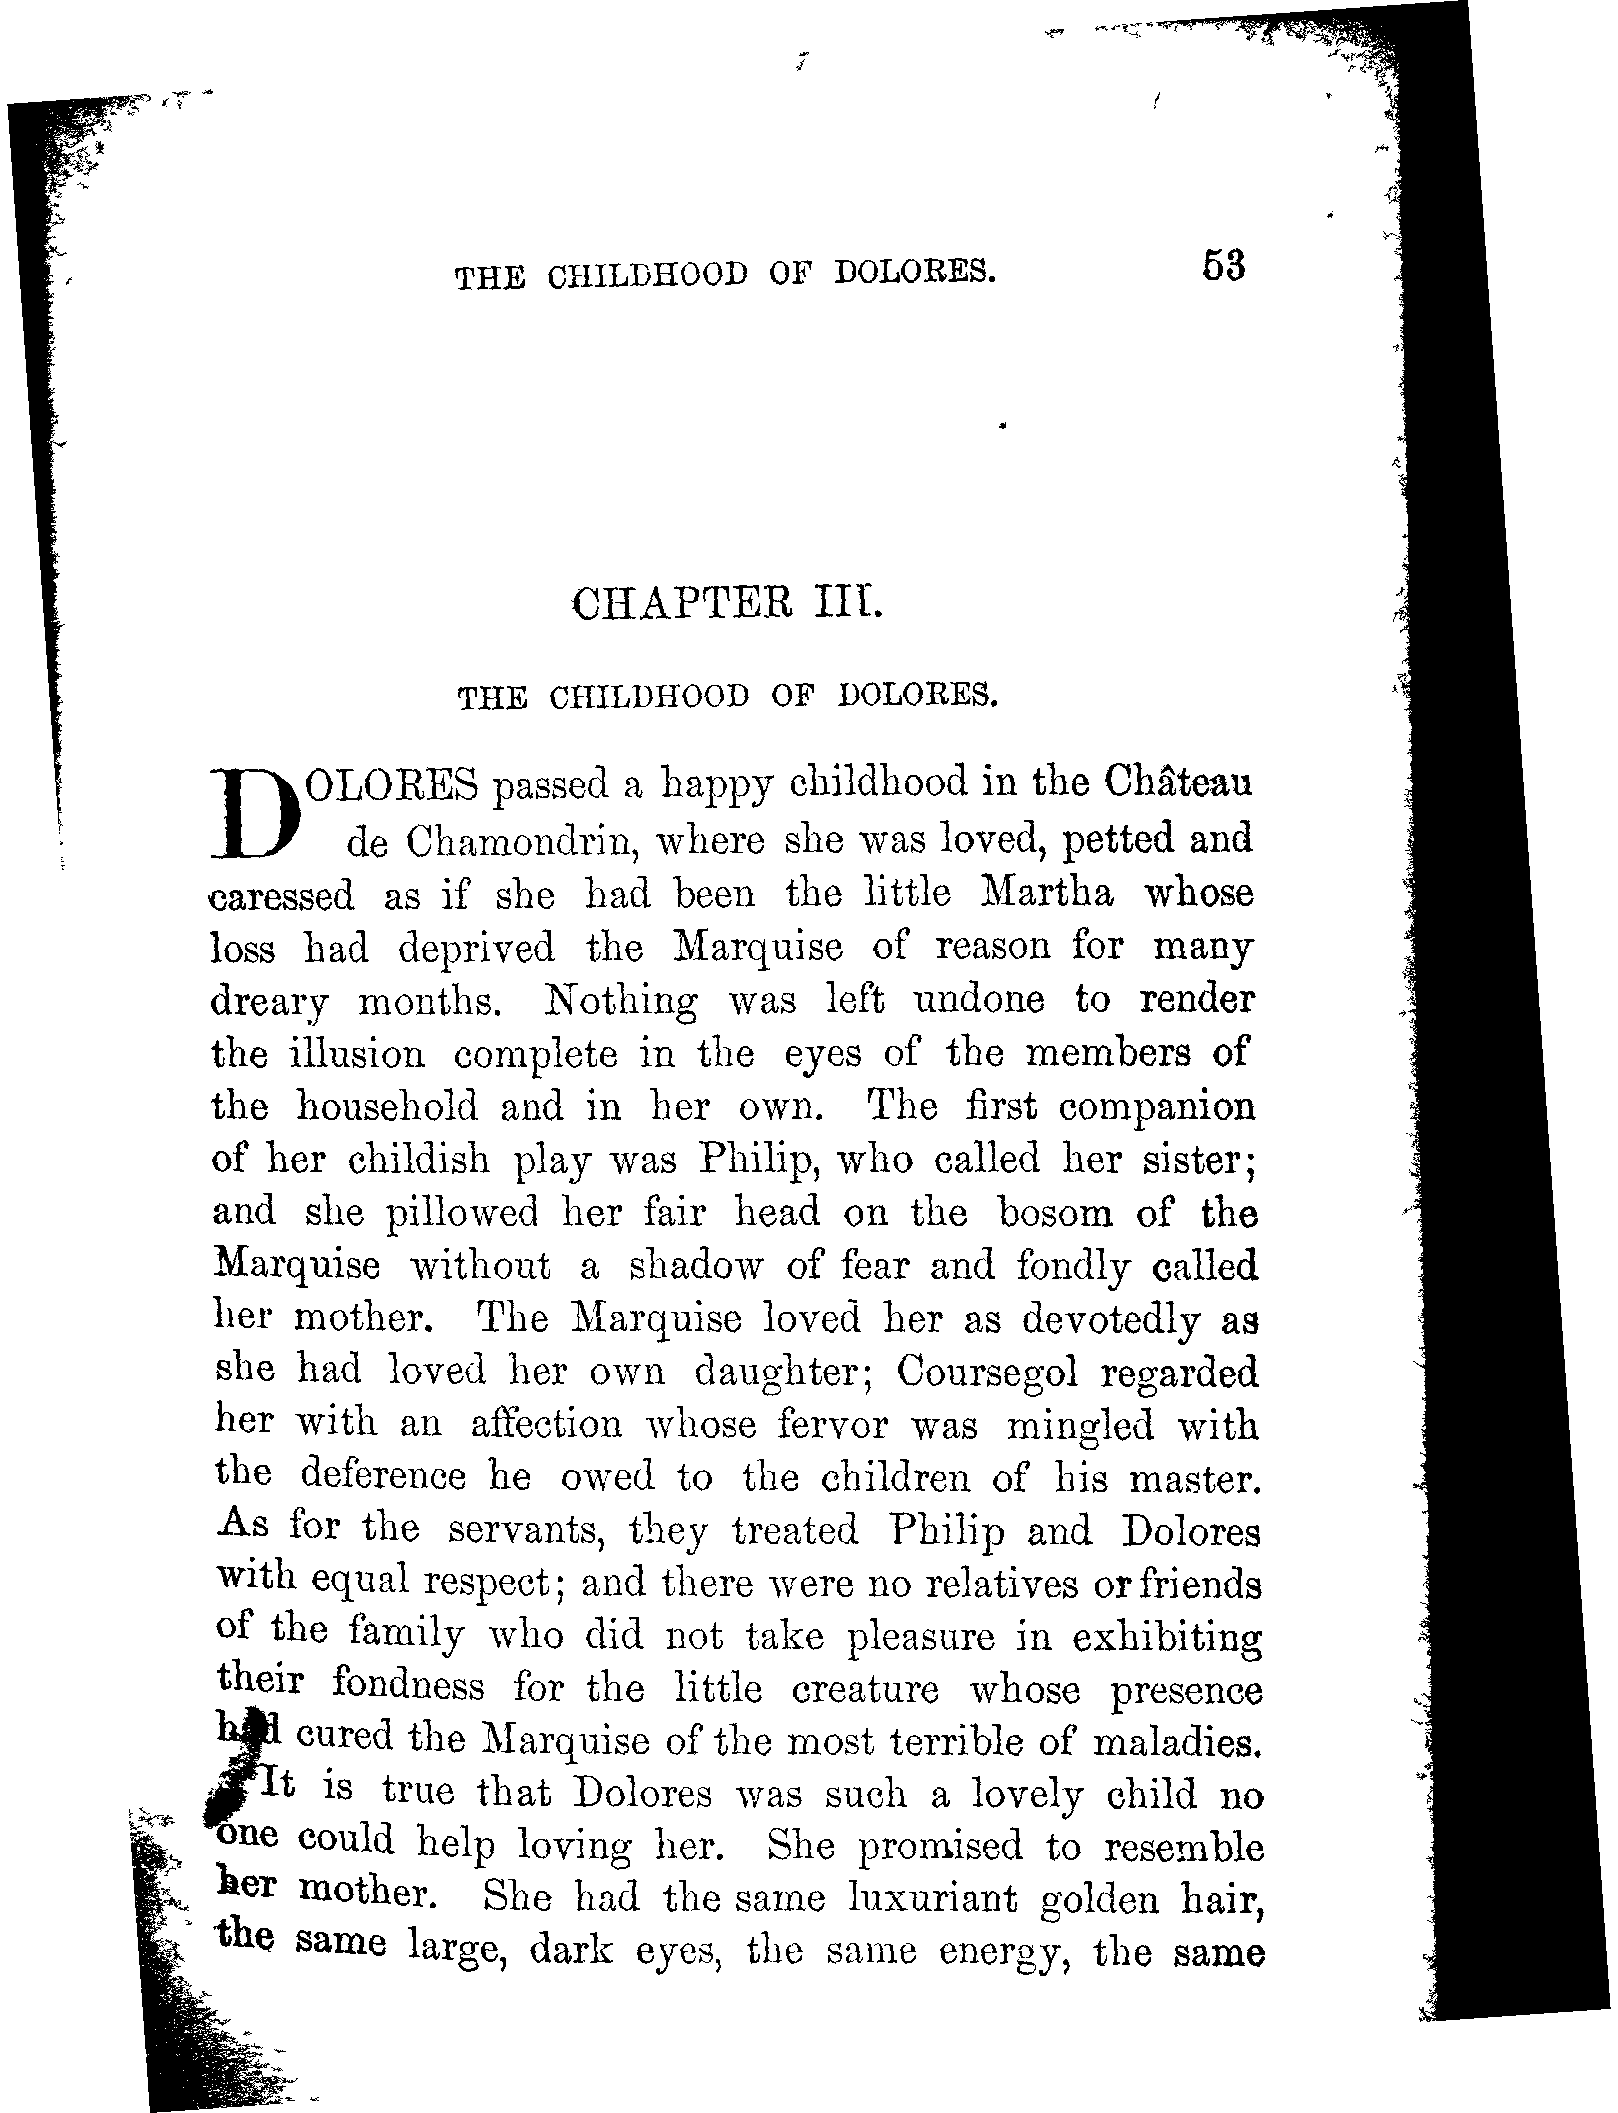 THE CHILDHOOD OF DOLORES. 53
CHAPTER III.
THE CHILDHOOD OF DOLORES.
DOLORES passed a happy childhood in the Château
de Chamondrin, where she was loved, petted and
caressed as if she had been the little Martha whose
loss had deprived the Marquise of reason for many
dreary months. Nothing was left undone to render
the illusion complete in the eyes of the members of
the household and in her own. The first companion
of her childish play was Philip, who called her sister;
and she pillowed her fair head on the bosom of the
Marquise without a shadow of fear and fondly called
her mother. The Marquise loved her as devotedly as
she had loved her own daughter; Coursegol regarded
her with an affection whose fervor was mingled with
the deference he owed to the children of his master.
As for the servants, they treated Philip and Dolores
with equal respect; and there were no relatives or friends
of the family who did not take pleasure in exhibiting
their fondness for the little creature whose presence
had cured the Marquise of the most terrible of maladies.
It is true that Dolores was such a lovely child no
one could help loving her. She promised to resemble
her mother. She had the same luxuriant golden hair,
the same large, dark eyes, the same energy, the same